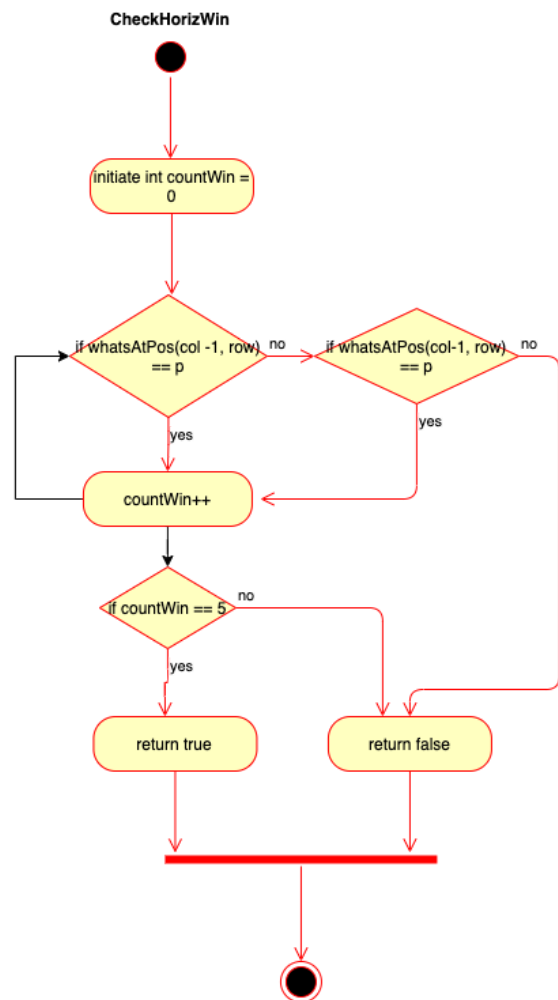 CheckHorizWin
initiate int countWin =
0
if whatsAtPos(col -1, row)
== p
no
if whatsAtPos(col-1, row)
== p
no
yes
yes
countWin++
if countWin == 5
no
yes
return true
return false